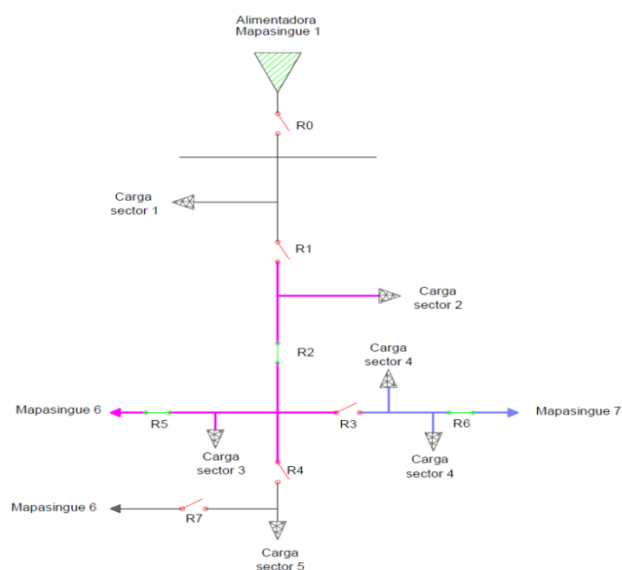 Alimentadora
Mapasingue 1
R0
Carga
sector 1
R1
Carga
sector 2
R2
Carga
sector 4
Mapasingue 6
R5
R3
R6
Mapasingue 7
Carga
sector 3
Carga
sector 4
R4
Mapasingue 6
R7
Carga
sector 5